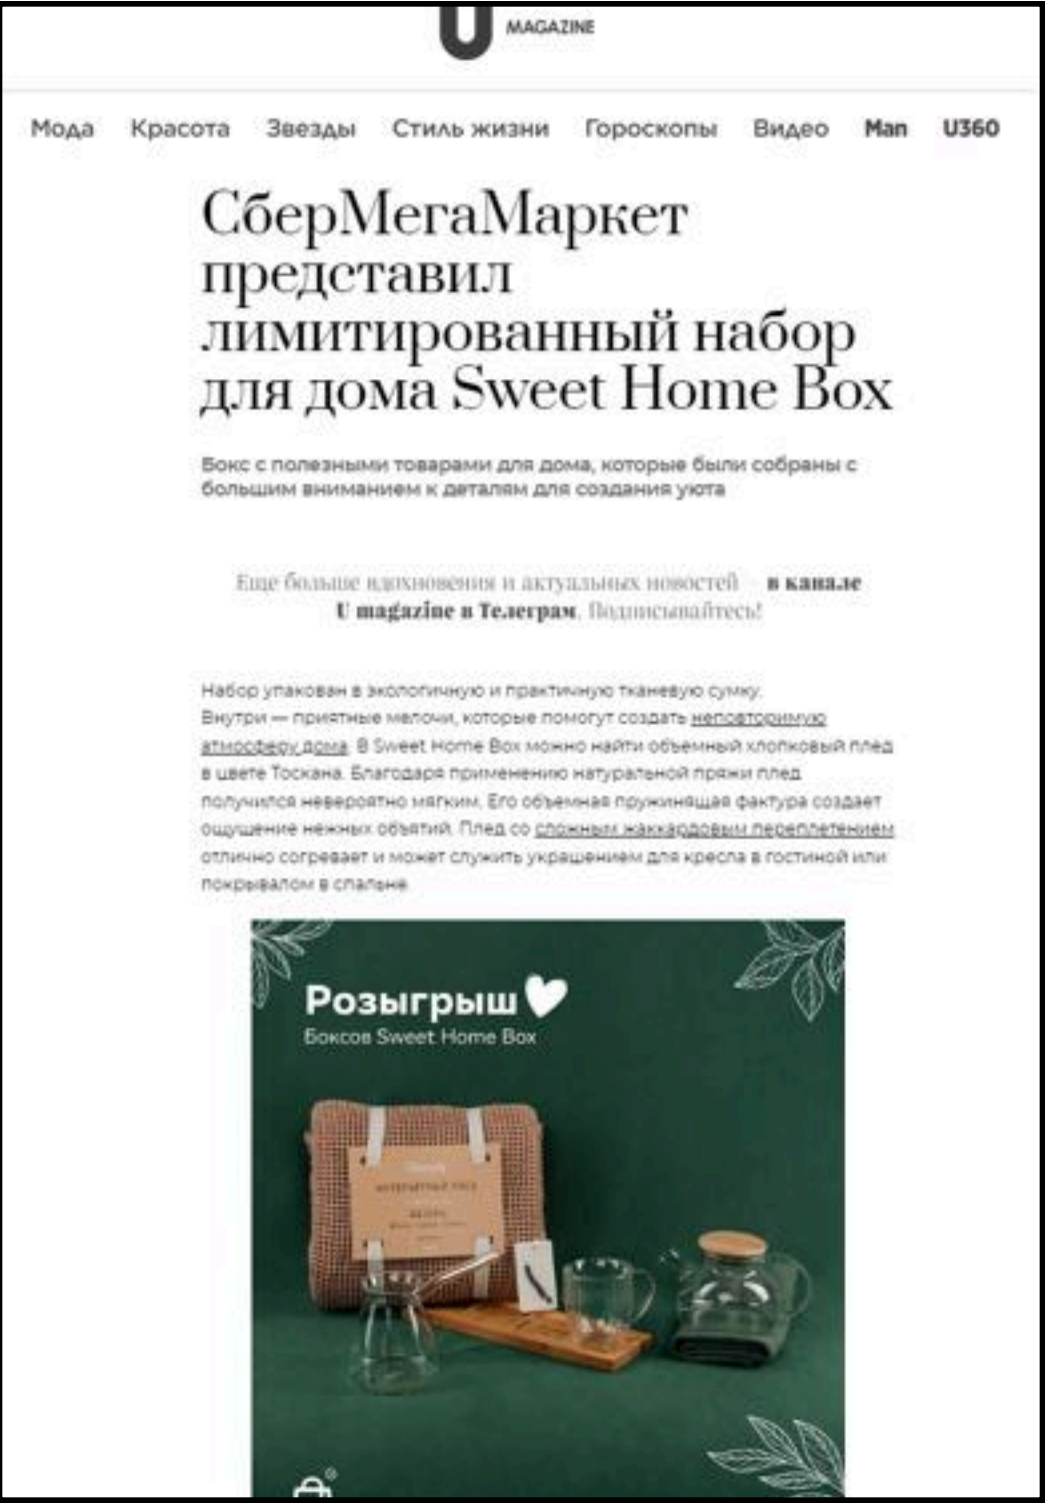 U MAGAZINE
Мода Красота Звезды Стиль жизни Гороскопы Видео Man U360
СберМегаМаркет
представил
лимитированный набор
для дома Sweet Home Box
Бокс с полезными товарами для дома, которые были собраны с
большим вниманием к деталям для создания уюта
Еще больше вдохновения и актуальных новостей — в канале
U magazine в Телеграм. Подписывайтесь!
Набор упакован в экологичную и практичную тканевую сумку.
Внутри — приятные мелочи, которые помогут создать неповторимую
атмосферу дома. В Sweet Home Box можно найти объемный хлопковый плед
в цвете Тоскана. Благодаря применению натуральной пряжи плед
получился невероятно мягким. Его объемная пружинящая фактура создает
ощущение нежных объятий. Плед со сложным жаккардовым переплетением
отлично согревает и может служить украшением для кресла в гостиной или
покрывалом в спальне.
Розыгрыш
Боксов Sweet Home Box